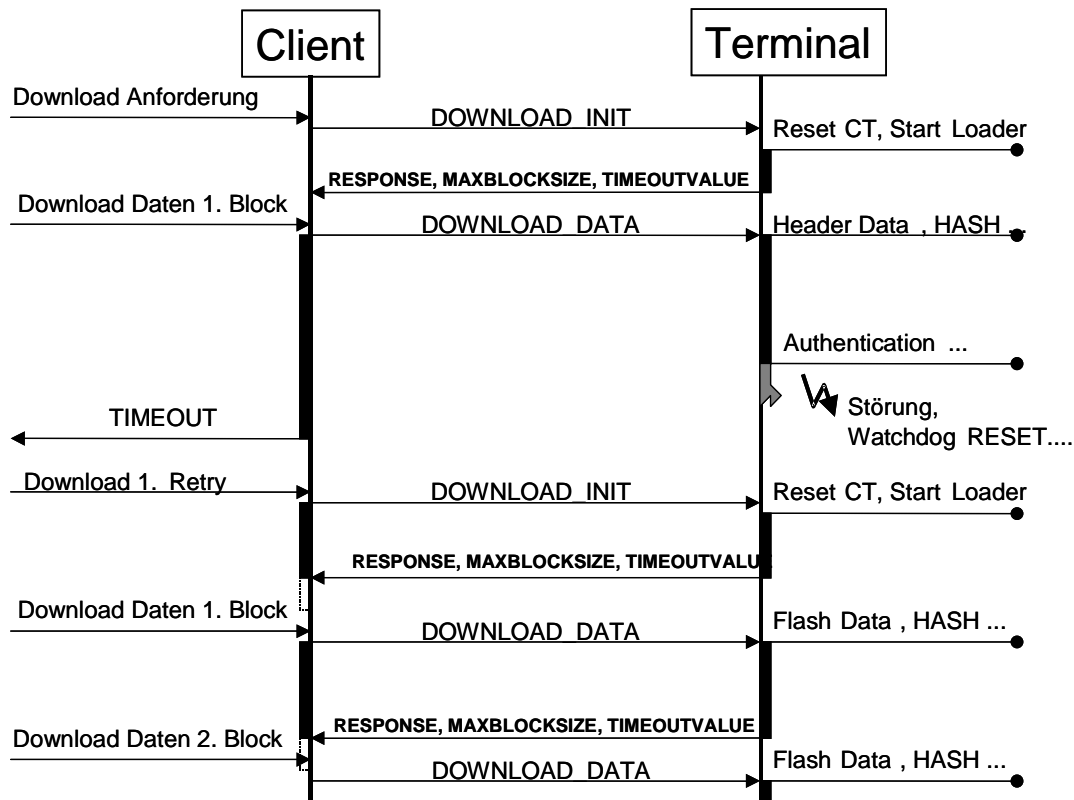 Client
Terminal
Download Anforderung
DOWNLOAD_INIT
Reset CT, Start Loader
RESPONSE, MAXBLOCKSIZE, TIMEOUTVALUE
Download Daten 1. Block
DOWNLOAD_DATA
Header Data , HASH ...
Authentication ...
Störung,
Watchdog RESET....
TIMEOUT
Download 1. Retry
DOWNLOAD_INIT
Reset CT, Start Loader
RESPONSE, MAXBLOCKSIZE, TIMEOUTVALUE
Download Daten 1. Block
DOWNLOAD_DATA
Flash Data , HASH ...
RESPONSE, MAXBLOCKSIZE, TIMEOUTVALUE
Download Daten 2. Block
DOWNLOAD_DATA
Flash Data , HASH ...